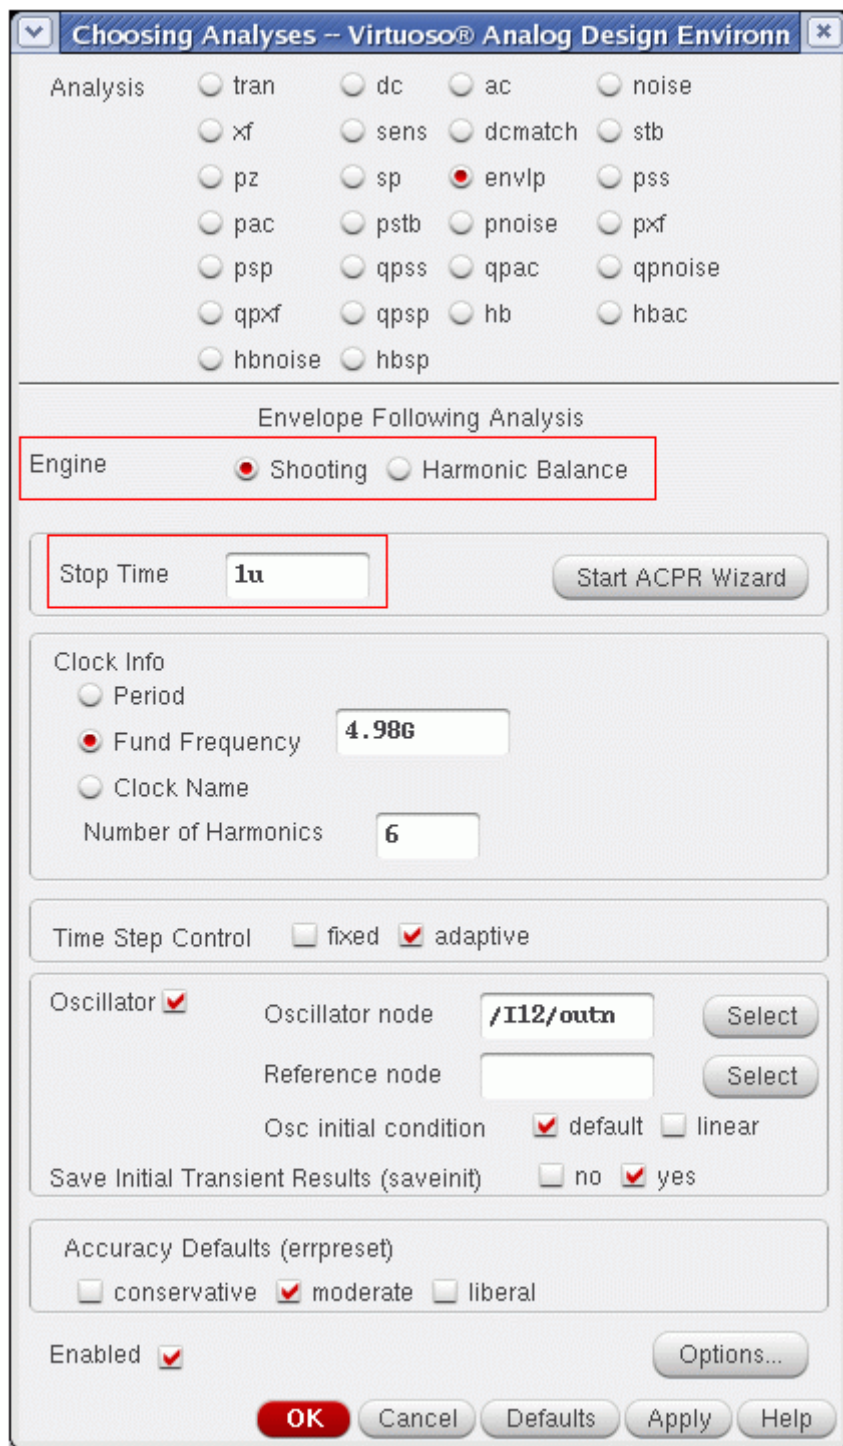 Choosing Analyses -- Virtuoso® Analog Design Environn
Analysis tran dc ac noise
xf sens dcmatch stb
pz sp envlp pss
pac pstb pnoise pxf
psp qpss qpac qpnoise
qpxf qpsp hb hbac
hbnoise hbsp
Envelope Following Analysis
Engine Shooting Harmonic Balance
Stop Time 1u Start ACPR Wizard
Clock Info
Period
Fund Frequency 4.98G
Clock Name
Number of Harmonics 6
Time Step Control fixed adaptive
Oscillator Oscillator node /I12/outn Select
Reference node Select
Osc initial condition default linear
Save Initial Transient Results (saveinit) no yes
Accuracy Defaults (errpreset)
conservative moderate liberal
Enabled Options...
OK Cancel Defaults Apply Help